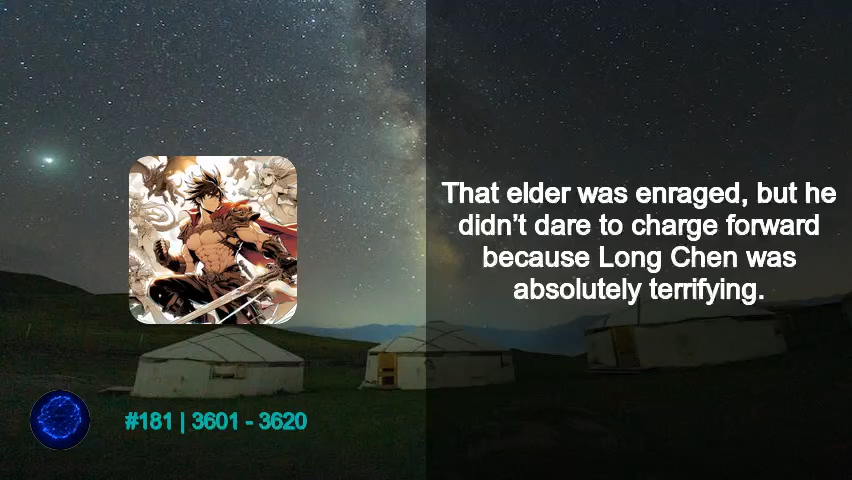 That elder was enraged, but he
didn't dare to charge forward
because Long Chen was
absolutely terrifying.
#181 | 3601 - 3620